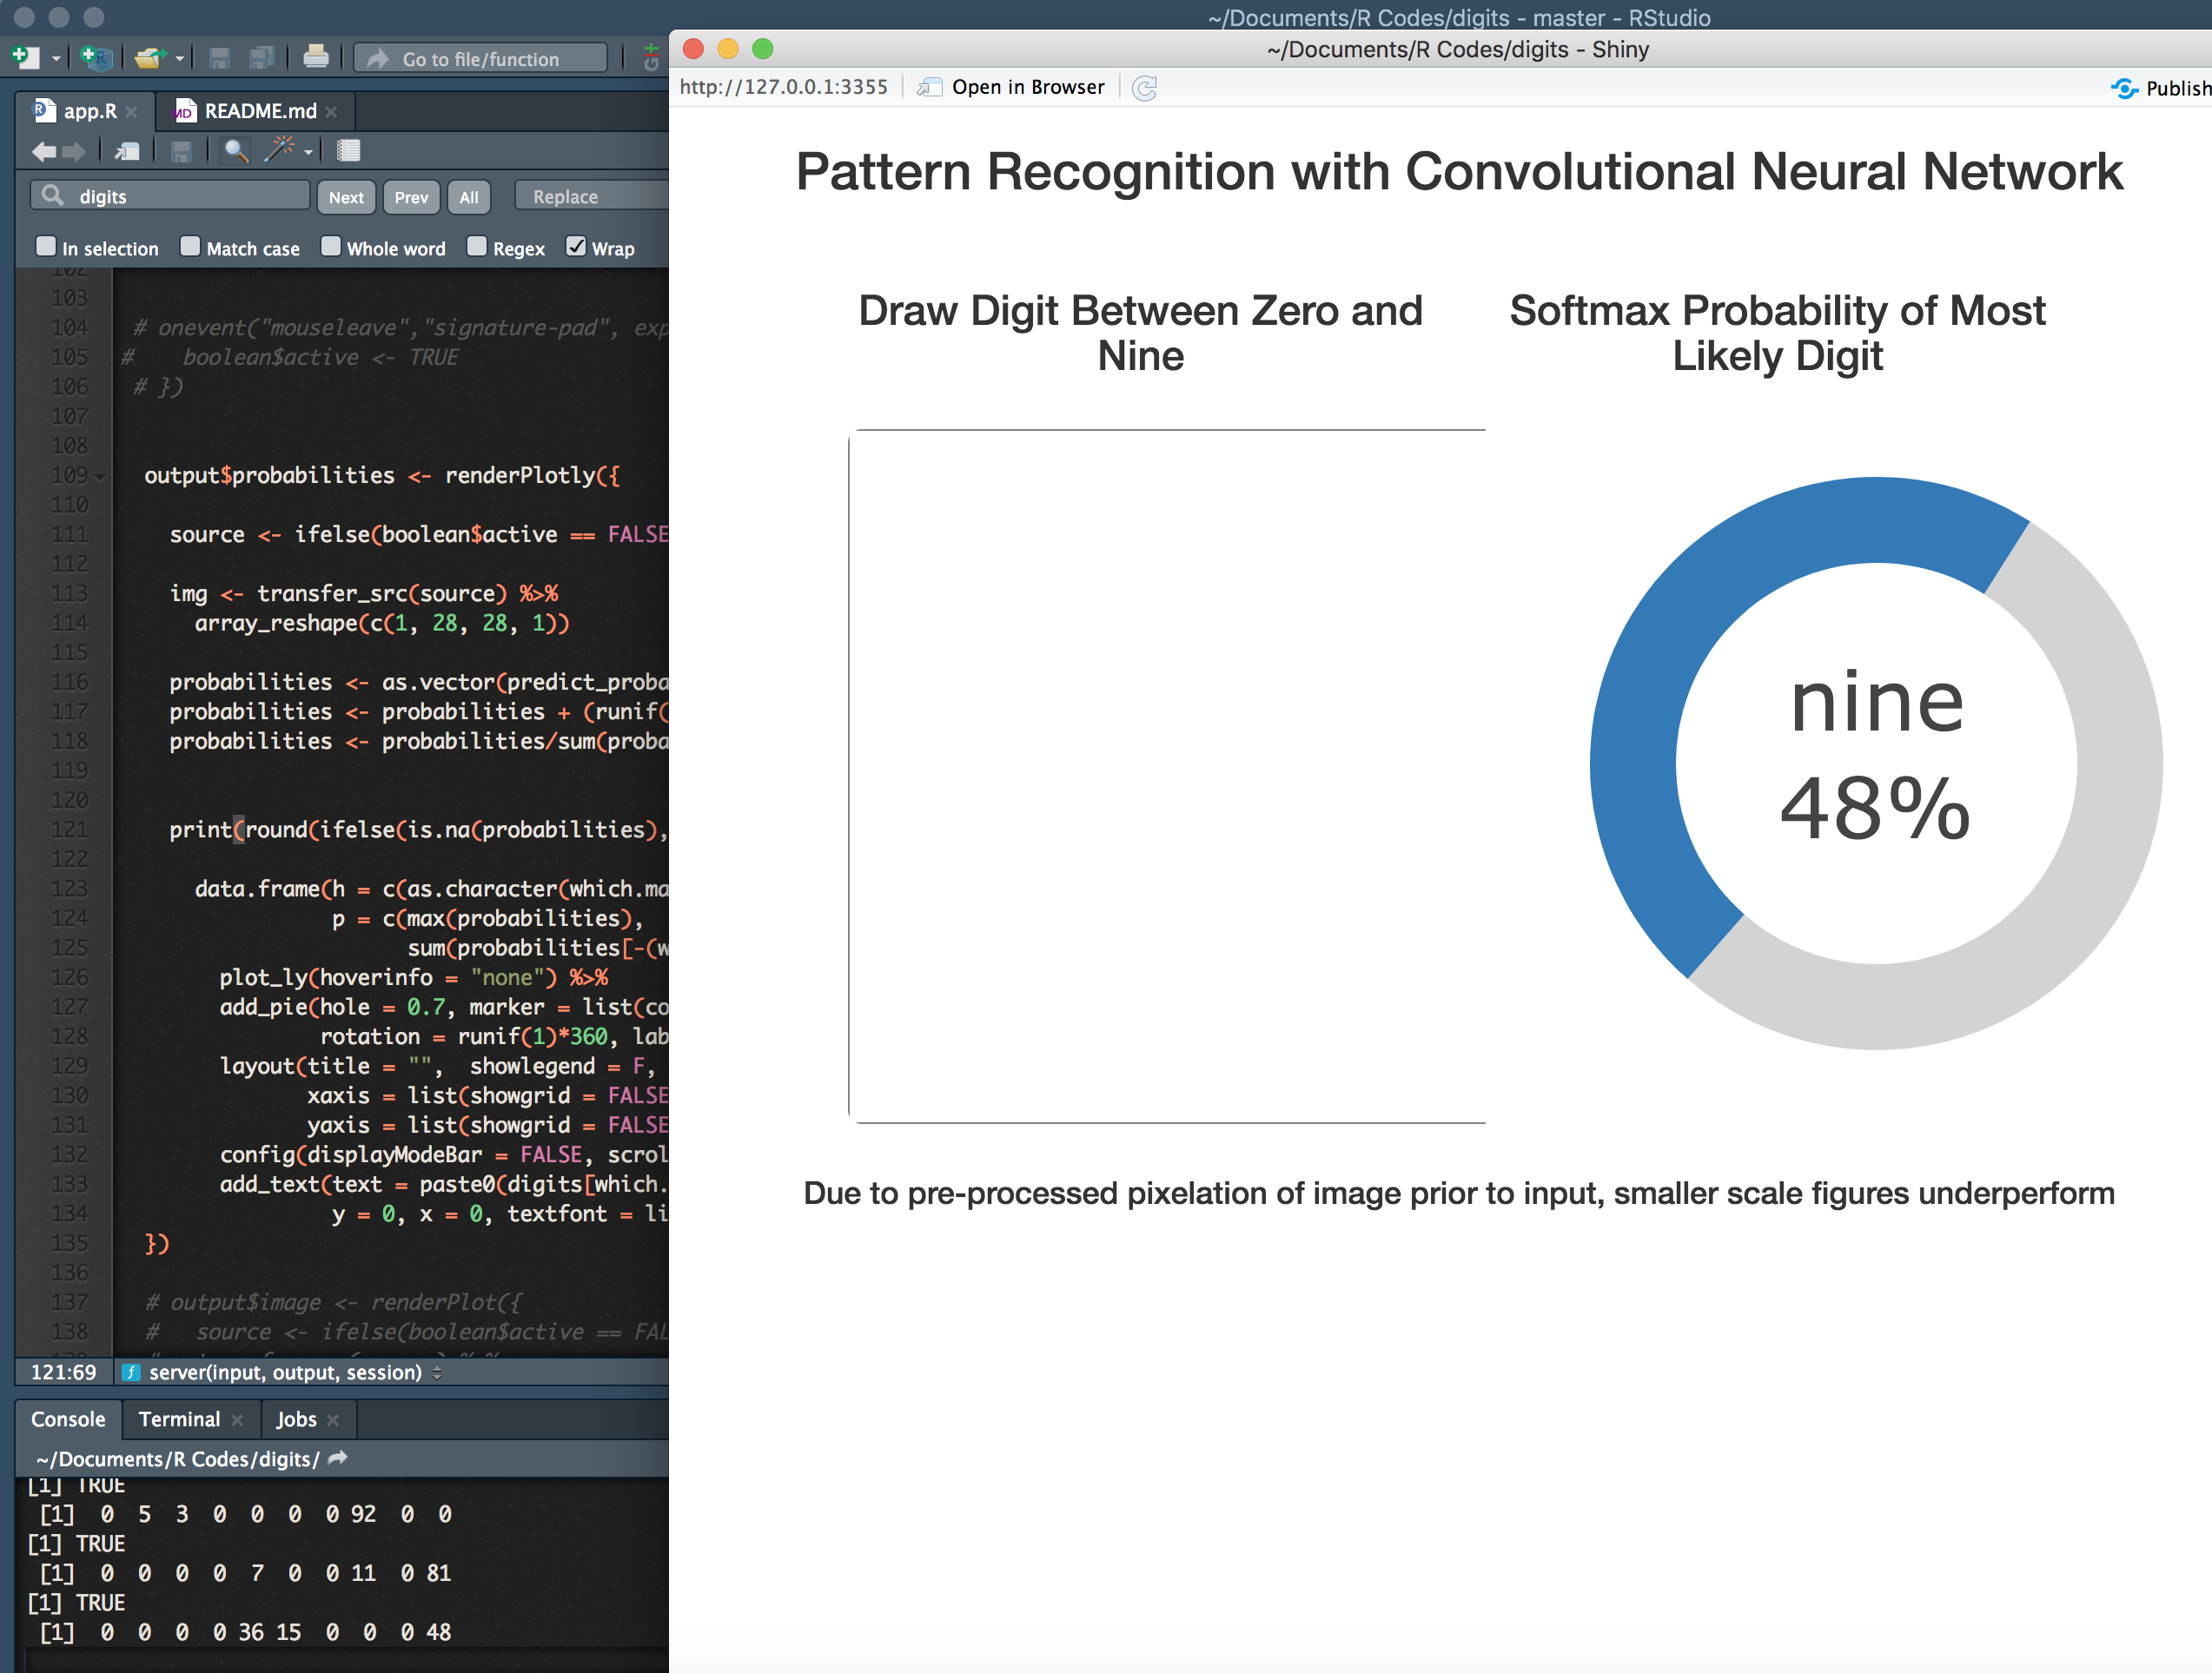 ~/Documents/R Codes/digits - master - RStudio
Go to file/function
Git
app.R
README.md
digits
Next
Prev
All
Replace
In selection
Match case
Whole word
Regex
Wrap
102
103
104 # onevent("mouseleave","signature-pad", exp
105 # boolean$active <- TRUE
106 # })
107
108
109 output$probabilities <- renderPlotly({
110
111 source <- ifelse(boolean$active == FALSE
112
113 img <- transfer_src(source) %>%
114 array_reshape(c(1, 28, 28, 1))
115
116 probabilities <- as.vector(predict_proba
117 probabilities <- probabilities + (runif(
118 probabilities <- probabilities/sum(proba
119
120
121 print(round(ifelse(is.na(probabilities),
122
123 data.frame(h = c(as.character(which.ma
124 p = c(max(probabilities),
125 sum(probabilities[-(w
126 plot_ly(hoverinfo = "none") %>%
127 add_pie(hole = 0.7, marker = list(co
128 rotation = runif(1)*360, lab
129 layout(title = "", showlegend = F,
130 xaxis = list(showgrid = FALSE
131 yaxis = list(showgrid = FALSE
132 config(displayModeBar = FALSE, scrol
133 add_text(text = paste0(digits[which.
134 y = 0, x = 0, textfont = li
135 })
136
137 # output$image <- renderPlot({
138 # source <- ifelse(boolean$active == FAL
121:69
server(input, output, session)
Console
Terminal
Jobs
~/Documents/R Codes/digits/
[1] TRUE
[1] 0 5 3 0 0 0 0 92 0 0
[1] TRUE
[1] 0 0 0 0 7 0 0 11 0 81
[1] TRUE
[1] 0 0 0 0 36 15 0 0 0 48
~/Documents/R Codes/digits - Shiny
http://127.0.0.1:3355
Open in Browser
Publish
Pattern Recognition with Convolutional Neural Network
Draw Digit Between Zero and
Nine
Softmax Probability of Most
Likely Digit
nine
48%
Due to pre-processed pixelation of image prior to input, smaller scale figures underperform